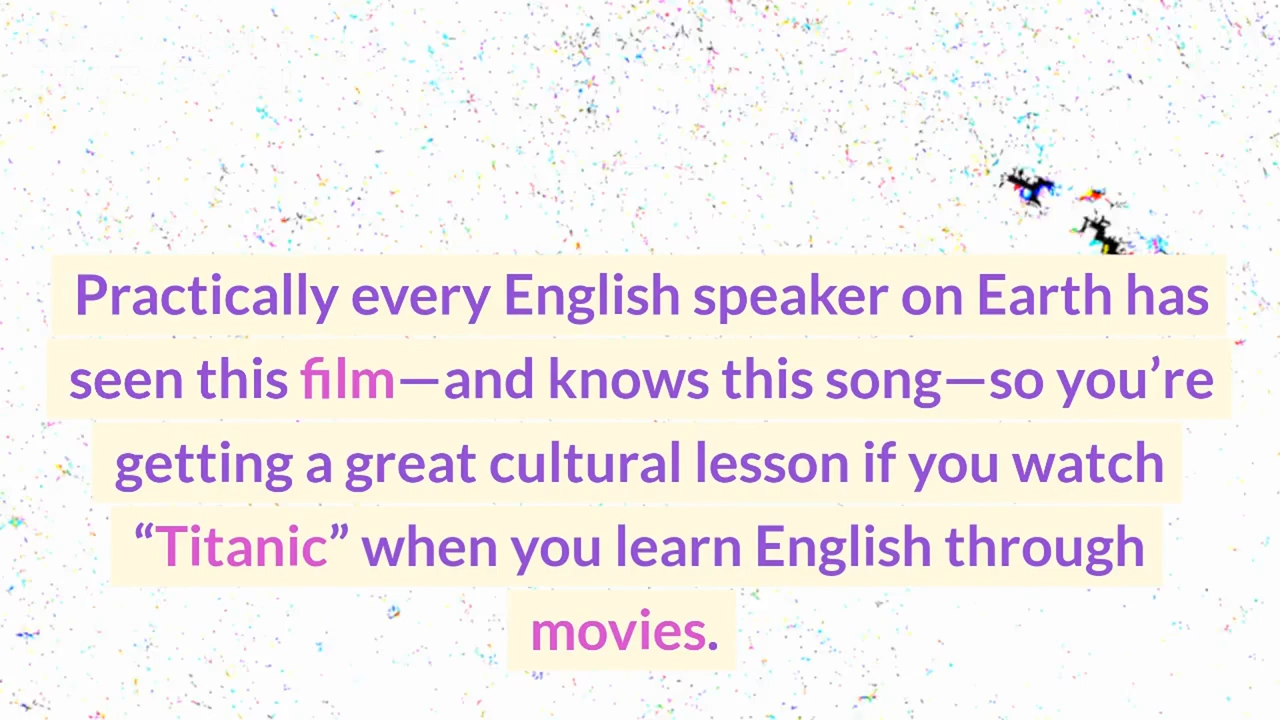 Practically every English speaker on Earth has
seen this film—and knows this song—so you’re
getting a great cultural lesson if you watch
“Titanic” when you learn English through
movies.